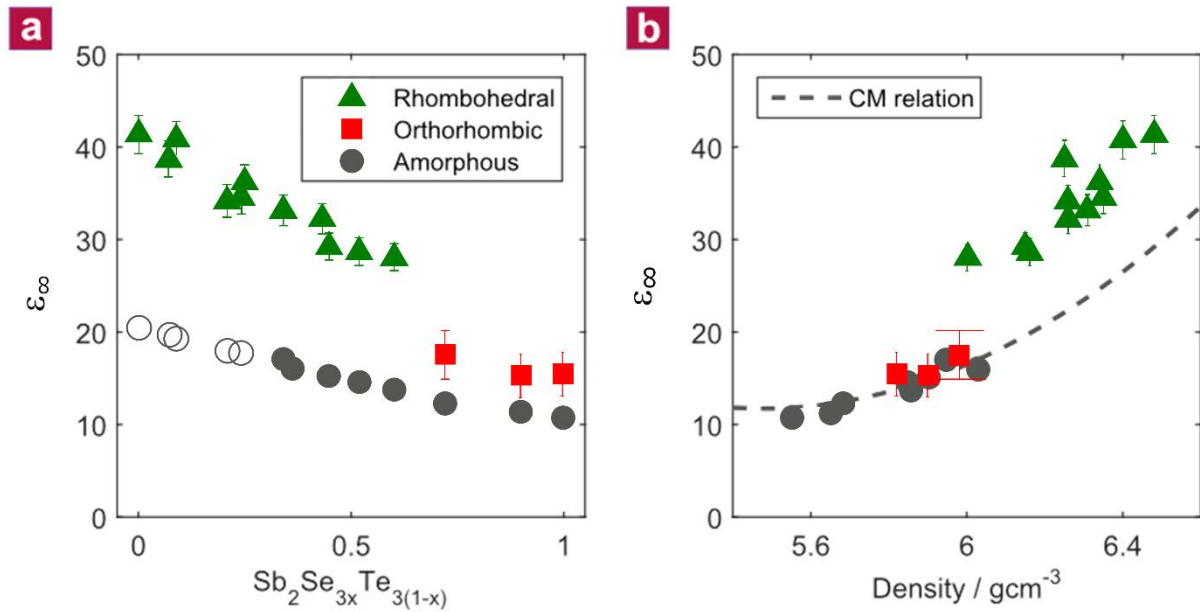 a
50
40
30
20
10
0
ε∞
Rhombohedral
Orthorhombic
Amorphous
0
0.5
1
Sb₂Se₃ₓTe₃₍₁₋ₓ₎
b
50
40
30
20
10
0
ε∞
CM relation
5.6
6
6.4
Density / gcm⁻³